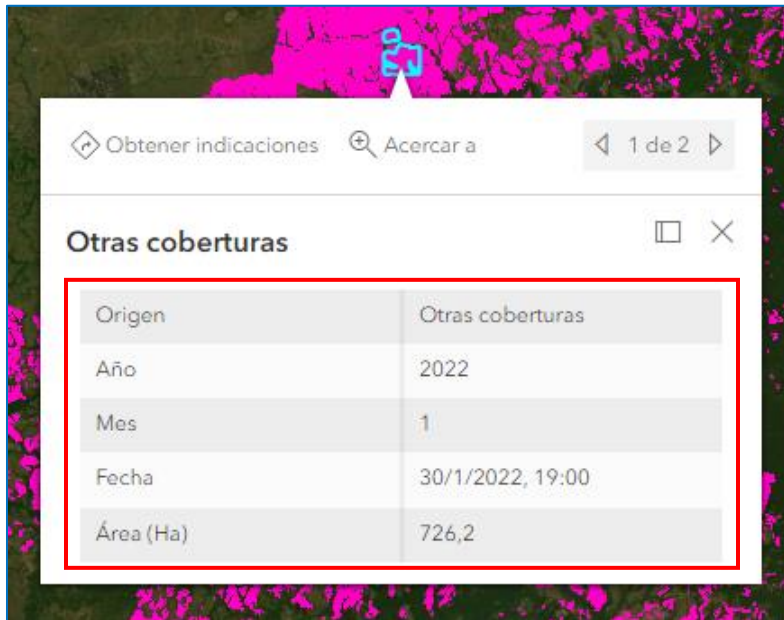 Obtener indicaciones Acercar a 1 de 2
Otras coberturas
Origen Otras coberturas
Año 2022
Mes 1
Fecha 30/1/2022, 19:00
Área (Ha) 726,2